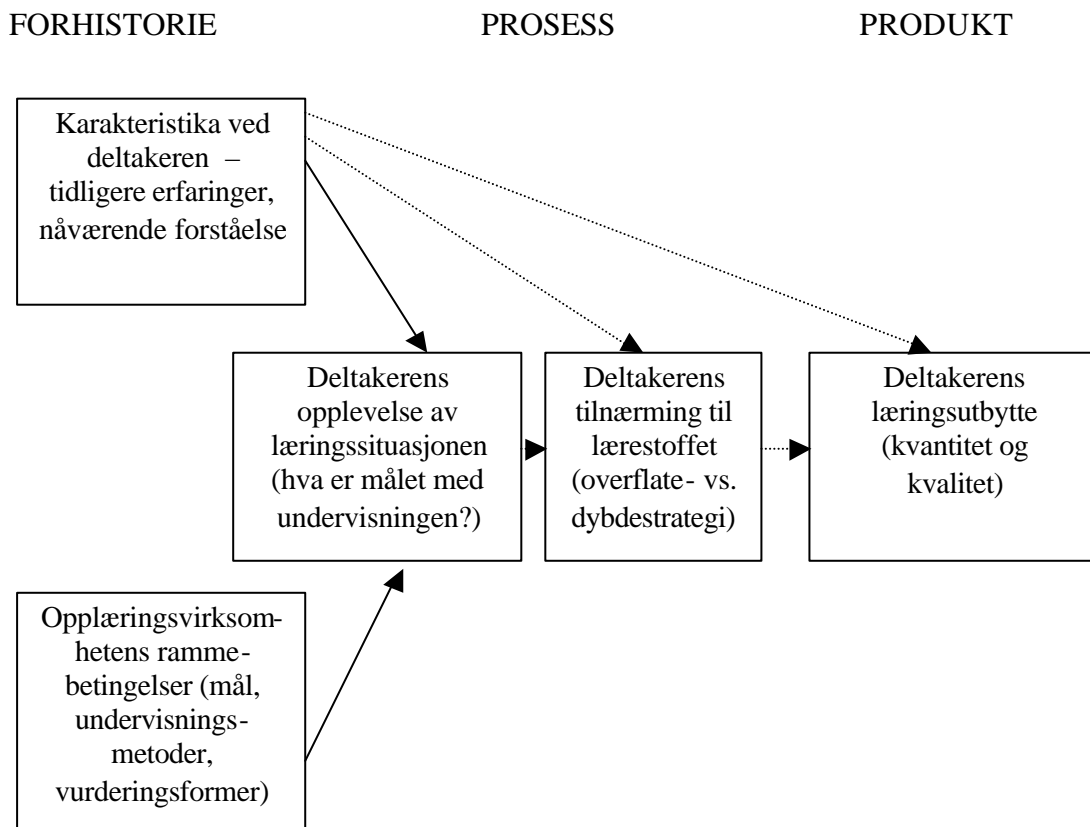 FORHISTORIE PROSESS PRODUKT
Karakteristika ved
deltakeren –
tidligere erfaringer,
nåværende forståelse
Deltakerens
opplevelse av
læringssituasjonen
(hva er målet med
undervisningen?)
Deltakerens
tilnærming til
lærestoffet
(overflate- vs.
dybdestrategi)
Deltakerens
læringsutbytte
(kvantitet og
kvalitet)
Opplæringsvirksom-
hetens ramme-
betingelser (mål,
undervisnings-
metoder,
vurderingsformer)